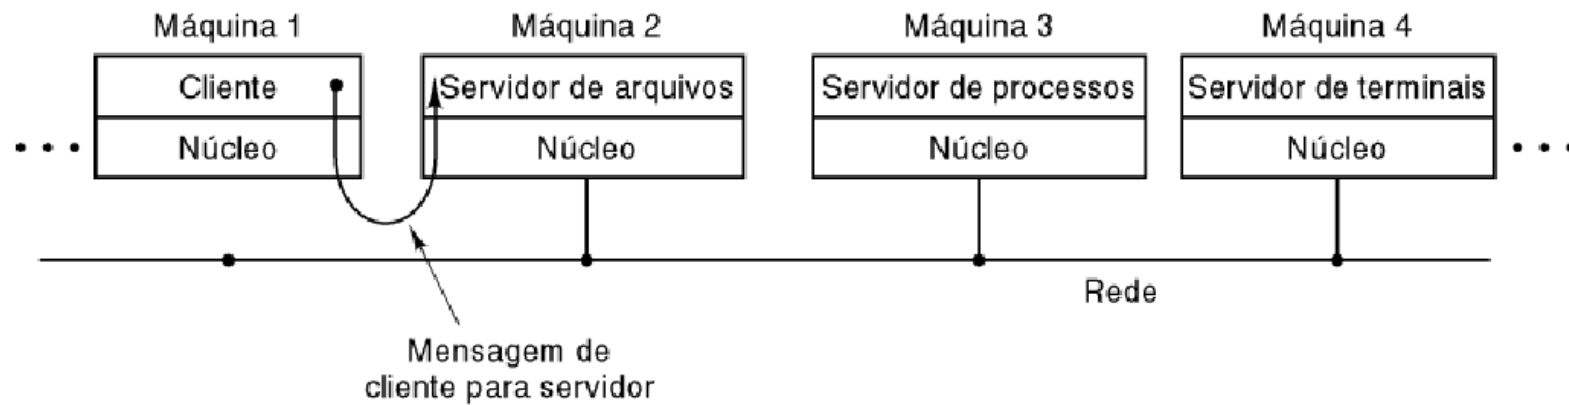 Máquina 1
Máquina 2
Máquina 3
Máquina 4
Cliente
Servidor de arquivos
Servidor de processos
Servidor de terminais
Núcleo
Núcleo
Núcleo
Núcleo
Rede
Mensagem de
cliente para servidor